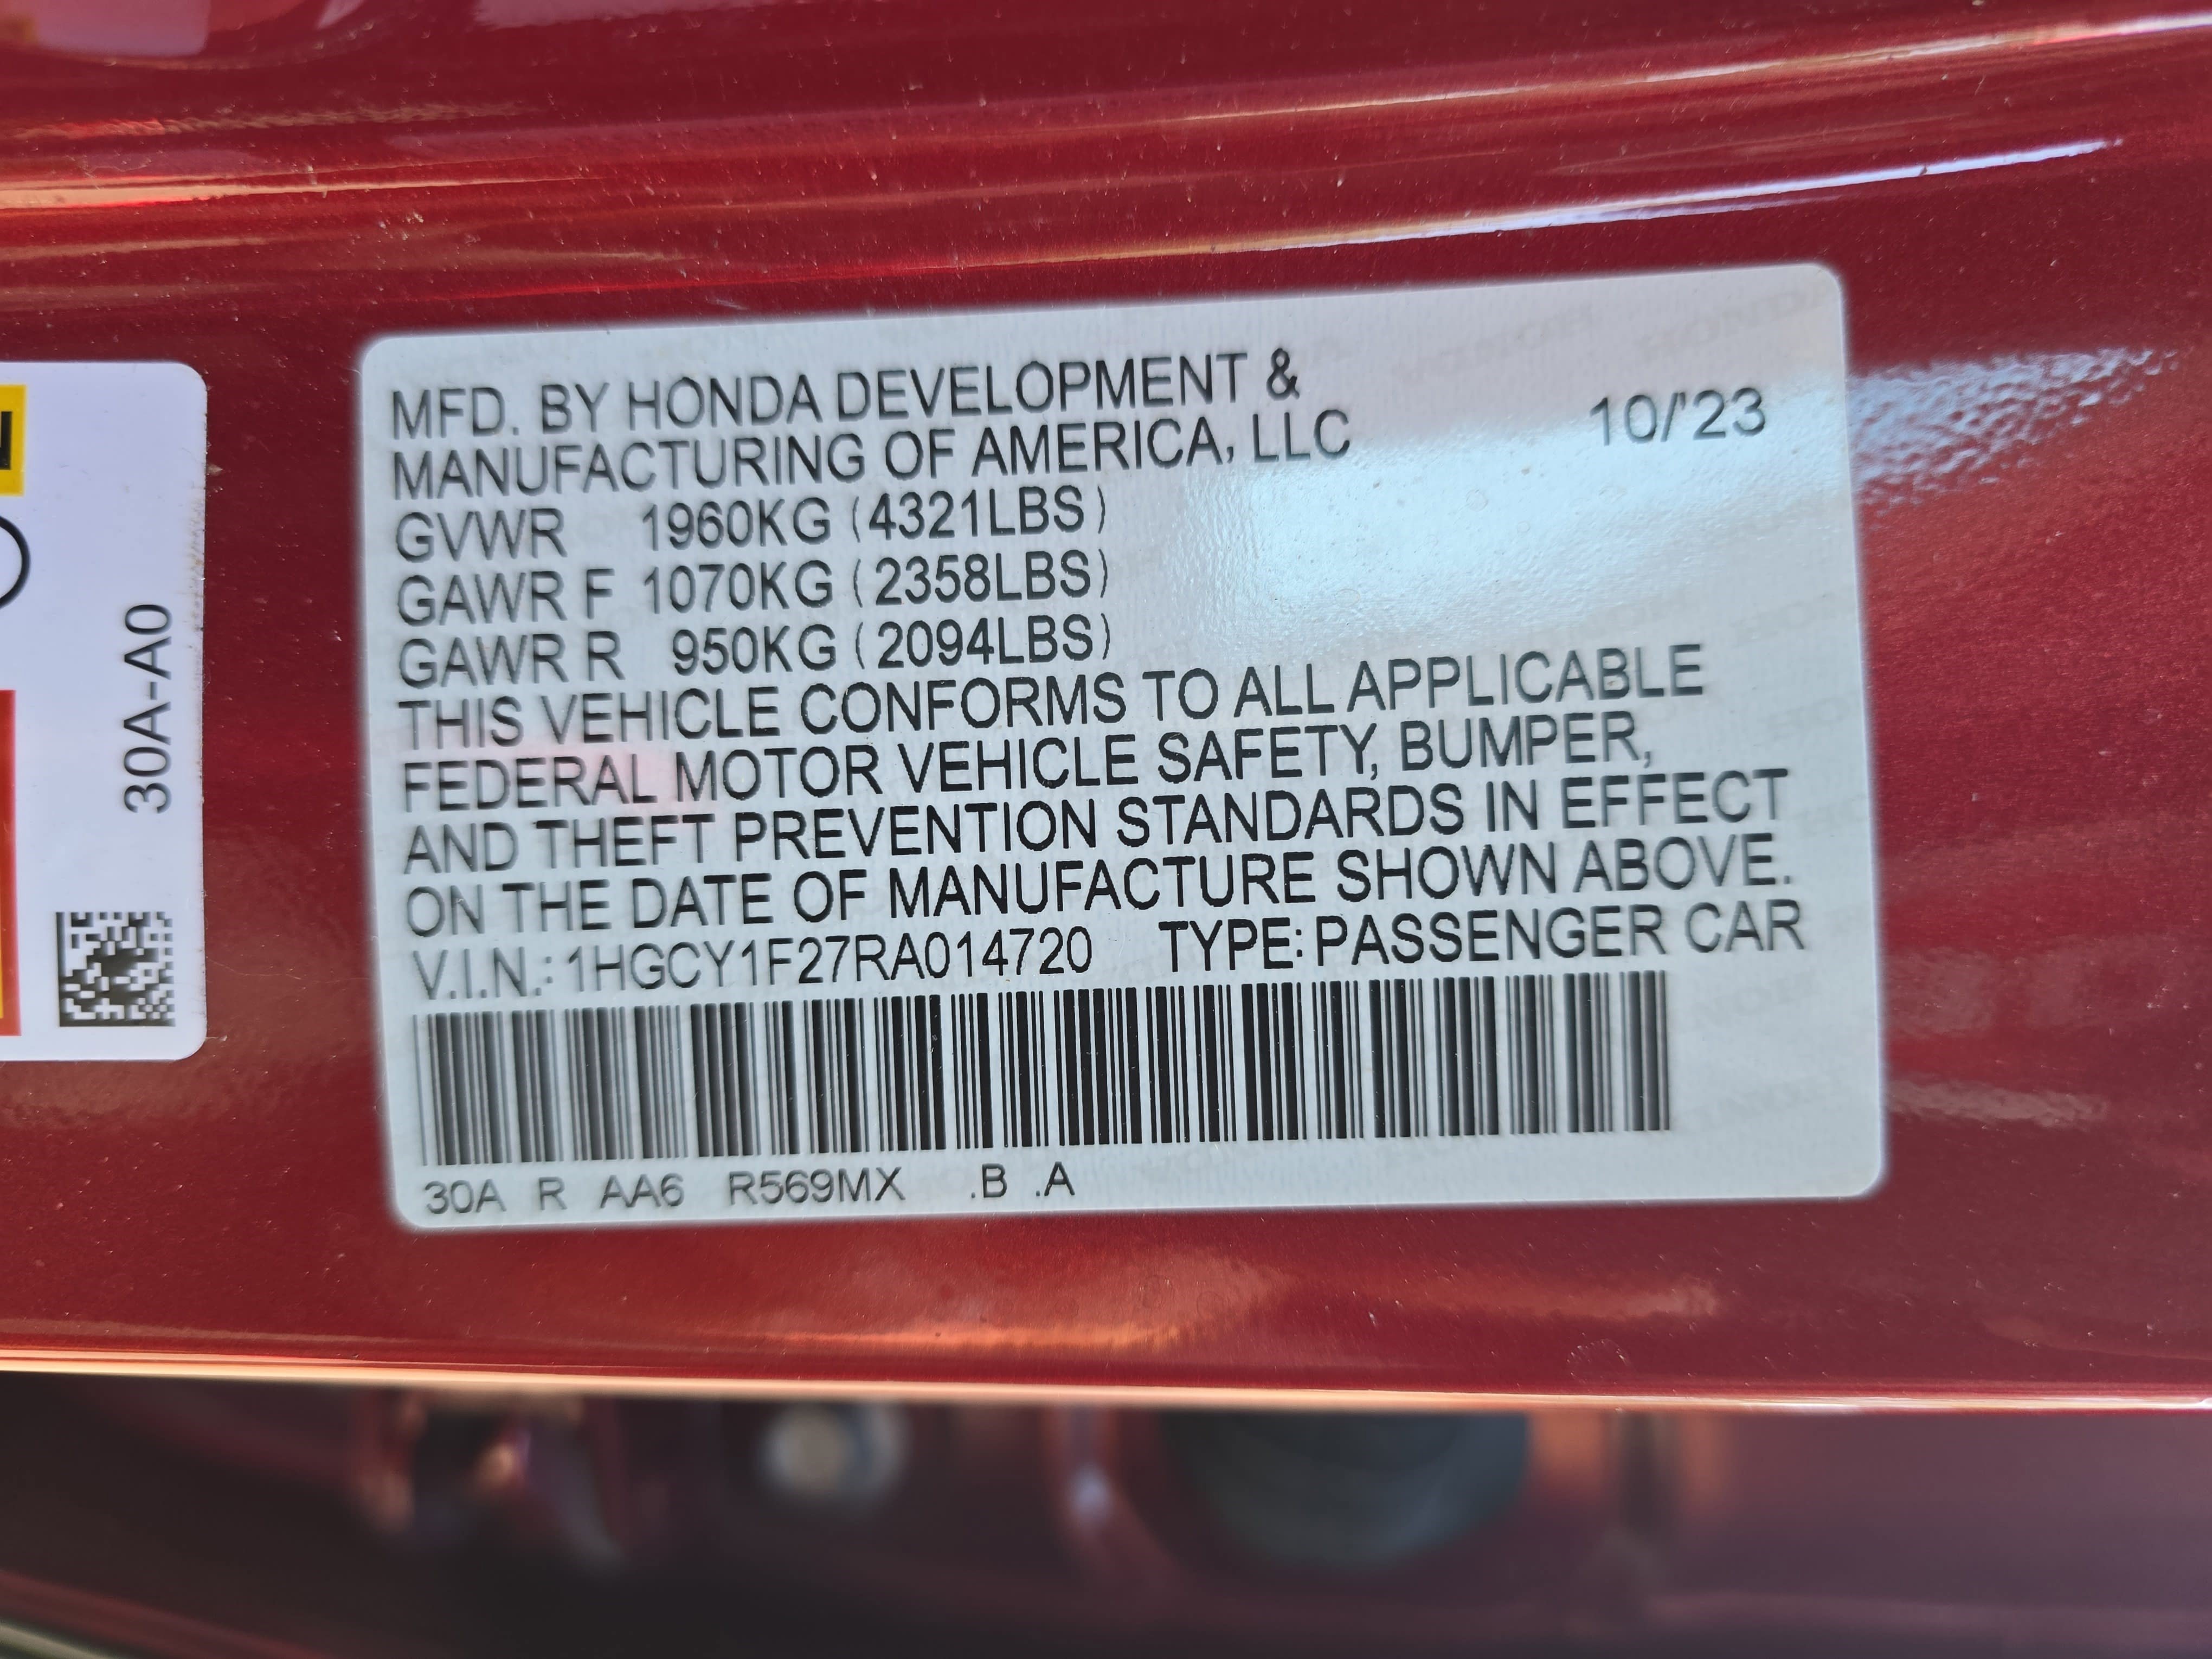 MFD. BY HONDA DEVELOPMENT &
MANUFACTURING OF AMERICA, LLC
10/'23
GVWR 1960KG (4321LBS)
GAWR F 1070KG (2358LBS)
GAWR R 950KG (2094LBS)
THIS VEHICLE CONFORMS TO ALL APPLICABLE
FEDERAL MOTOR VEHICLE SAFETY, BUMPER,
AND THEFT PREVENTION STANDARDS IN EFFECT
ON THE DATE OF MANUFACTURE SHOWN ABOVE.
V.I.N.: 1HGCY1F27RA014720 TYPE: PASSENGER CAR
30A R AA6 R569MX .B .A
30A-A0